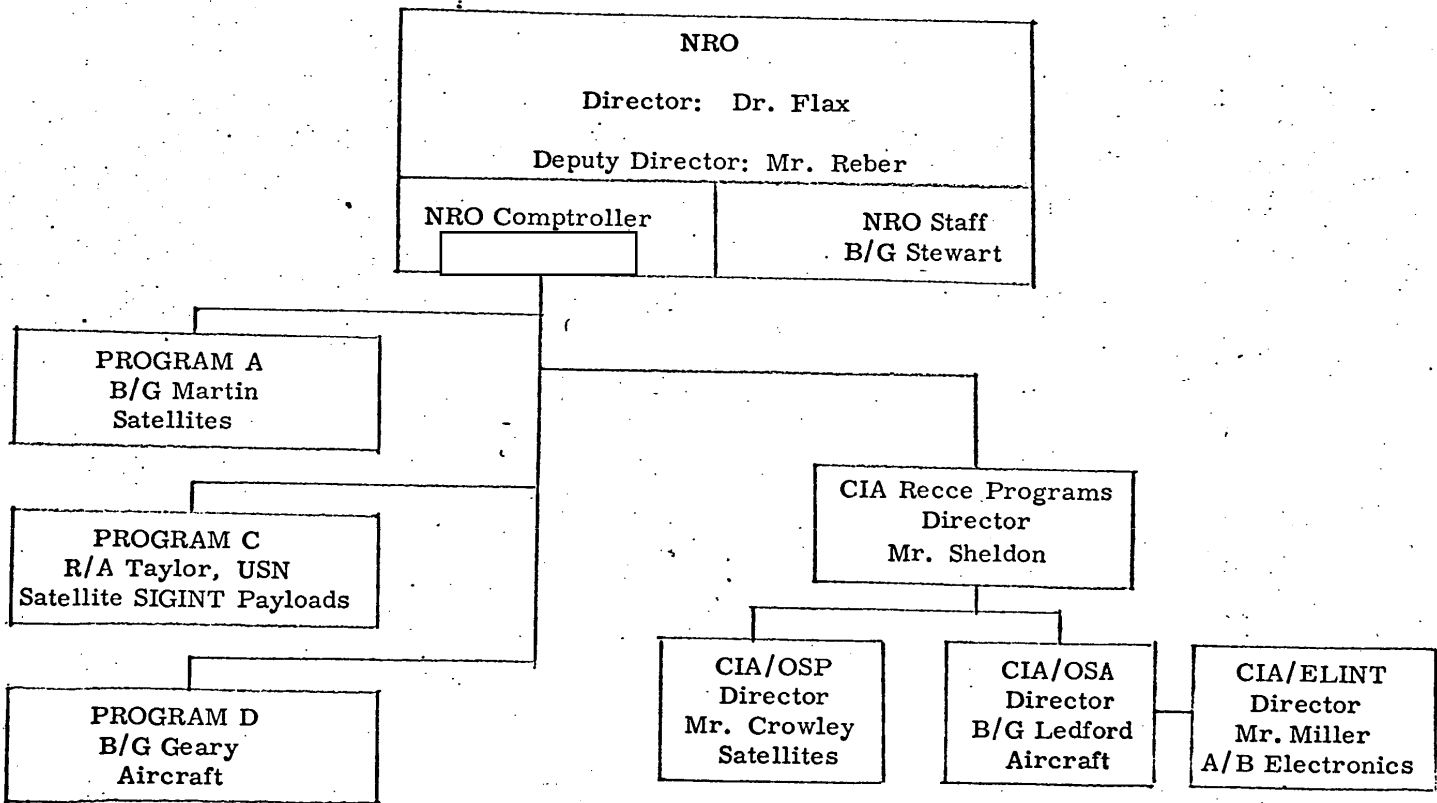 NRO
Director: Dr. Flax
Deputy Director: Mr. Reber
NRO Comptroller
NRO Staff
B/G Stewart
PROGRAM A
B/G Martin
Satellites
PROGRAM C
R/A Taylor, USN
Satellite SIGINT Payloads
PROGRAM D
B/G Geary
Aircraft
CIA Recce Programs
Director
Mr. Sheldon
CIA/OSP
Director
Mr. Crowley
Satellites
CIA/OSA
Director
B/G Ledford
Aircraft
CIA/ELINT
Director
Mr. Miller
A/B Electronics